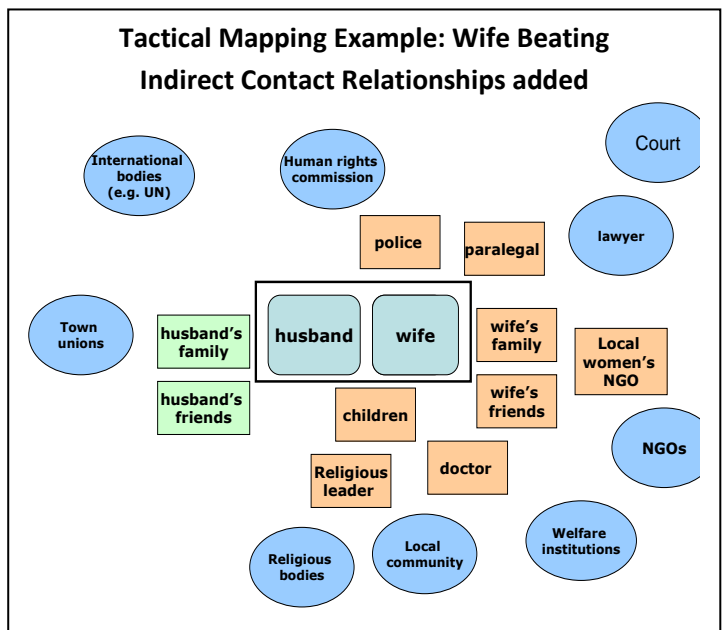 Tactical Mapping Example: Wife Beating
Indirect Contact Relationships added
International
bodies
(e.g. UN)
Human rights
commission
Court
police
paralegal
lawyer
Town
unions
husband's
family
husband
wife
wife's
family
Local
women's
NGO
husband's
friends
children
wife's
friends
NGOs
Religious
leader
doctor
Religious
bodies
Local
community
Welfare
institutions